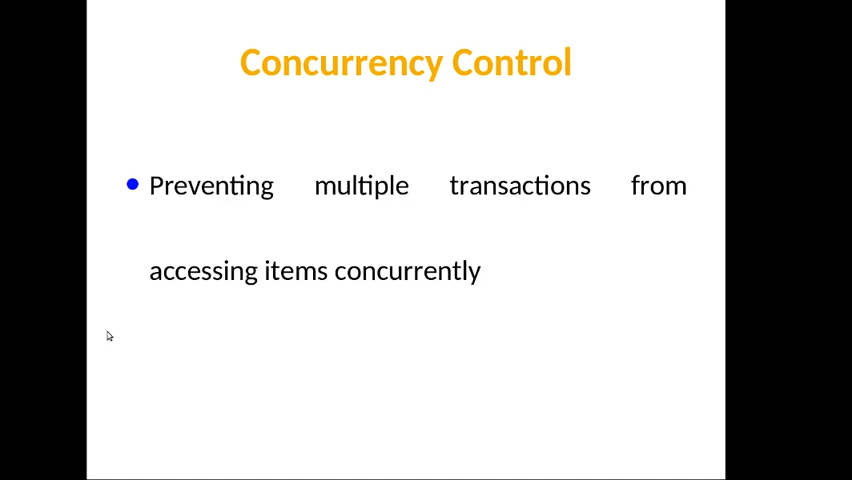 Concurrency Control
Preventing multiple transactions from
accessing items concurrently